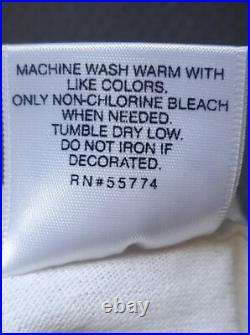 MACHINE WASH WARM WITH
LIKE COLORS.
ONLY NON-CHLORINE BLEACH
WHEN NEEDED.
TUMBLE DRY LOW.
DO NOT IRON IF
DECORATED.
RN#55774